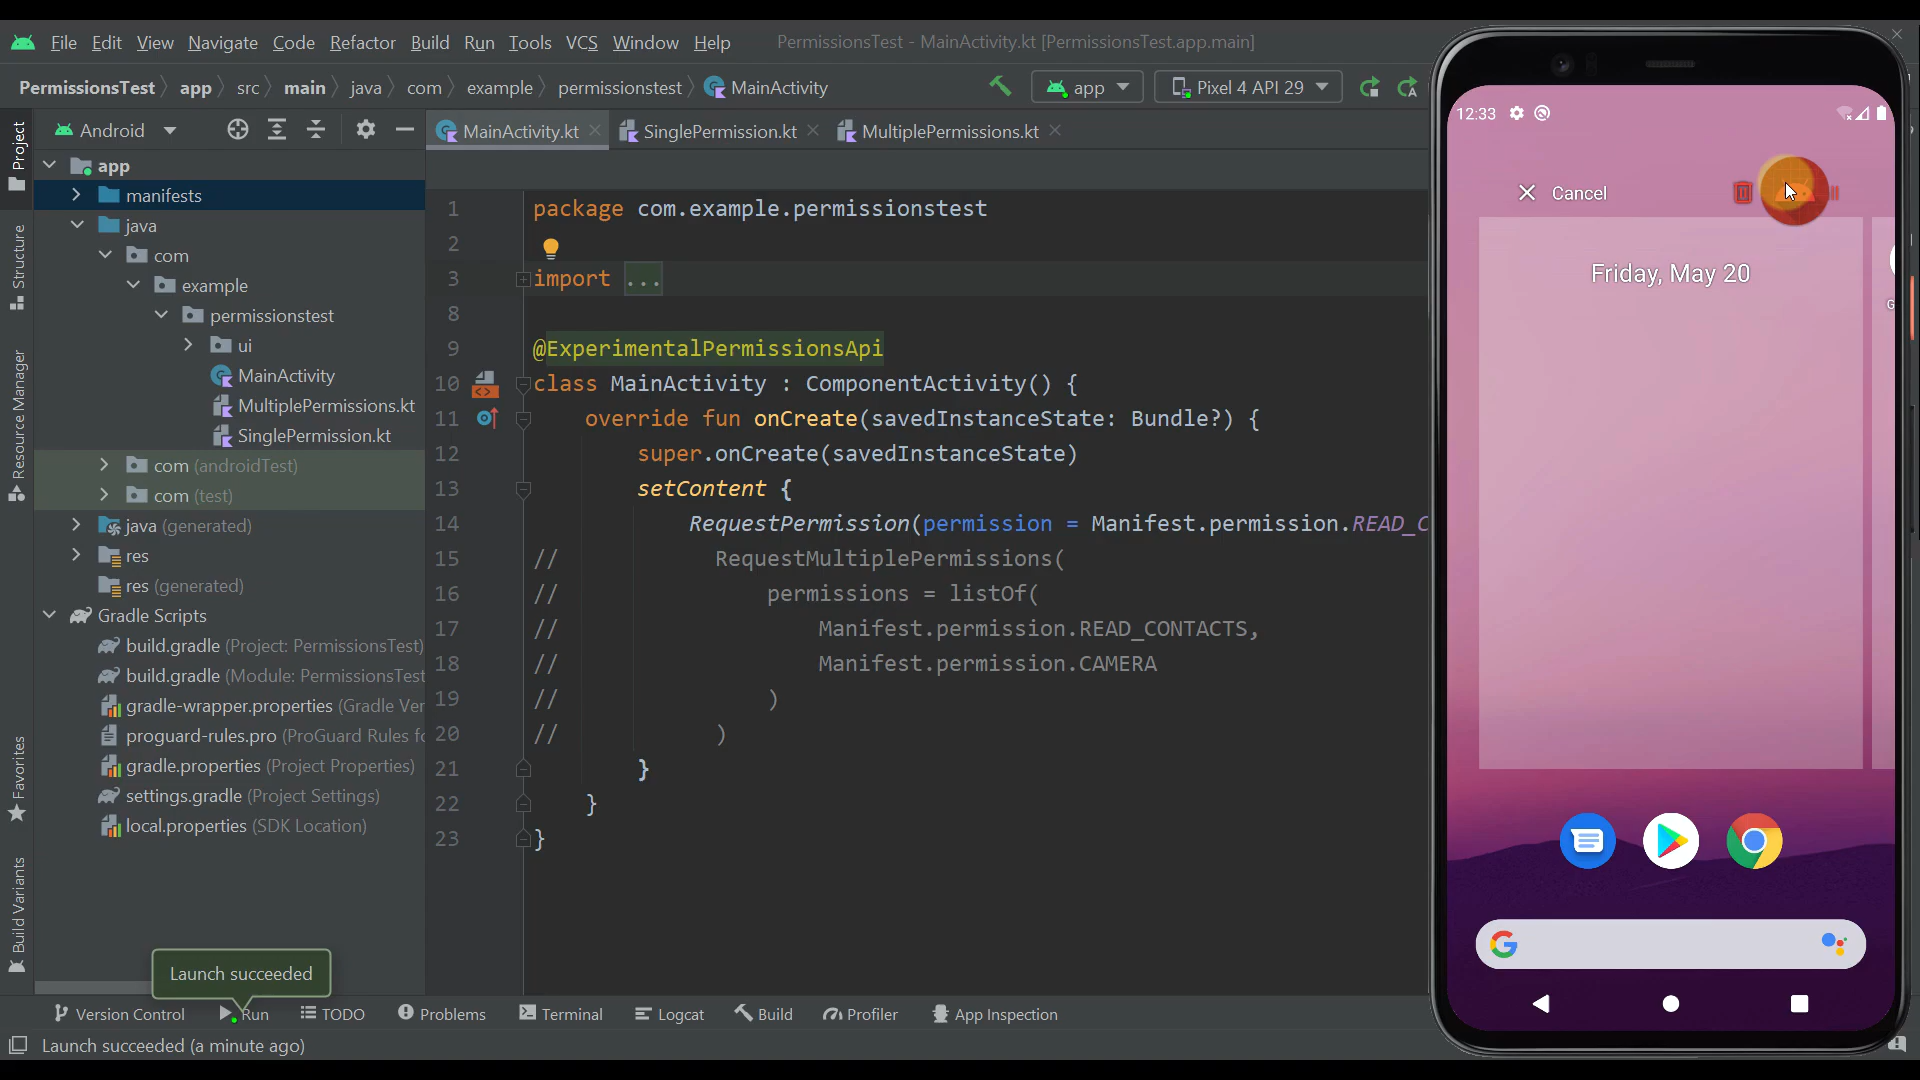 File Edit View Navigate Code Refactor Build Run Tools VCS Window Help PermissionsTest - MainActivity.kt [PermissionsTest.app.main]
PermissionsTest app src main java com example permissionstest MainActivity app Pixel 4 API 29
Project
Structure
Resource Manager
Favorites
Build Variants
Android
app
manifests
java
com
example
permissionstest
ui
MainActivity
MultiplePermissions.kt
SinglePermission.kt
com (androidTest)
com (test)
java (generated)
res
res (generated)
Gradle Scripts
build.gradle (Project: PermissionsTest)
build.gradle (Module: PermissionsTest
gradle-wrapper.properties (Gradle Ver
proguard-rules.pro (ProGuard Rules fo
gradle.properties (Project Properties)
settings.gradle (Project Settings)
local.properties (SDK Location)
MainActivity.kt SinglePermission.kt MultiplePermissions.kt
1 package com.example.permissionstest
2
3 import ...
8
9 @ExperimentalPermissionsApi
10 class MainActivity : ComponentActivity() {
11 override fun onCreate(savedInstanceState: Bundle?) {
12 super.onCreate(savedInstanceState)
13 setContent {
14 RequestPermission(permission = Manifest.permission.READ_C
15 // RequestMultiplePermissions(
16 // permissions = listOf(
17 // Manifest.permission.READ_CONTACTS,
18 // Manifest.permission.CAMERA
19 // )
20 // )
21 }
22 }
23 }
Launch succeeded
Version Control Run TODO Problems Terminal Logcat Build Profiler App Inspection
Launch succeeded (a minute ago)
12:33
Cancel
Friday, May 20
G